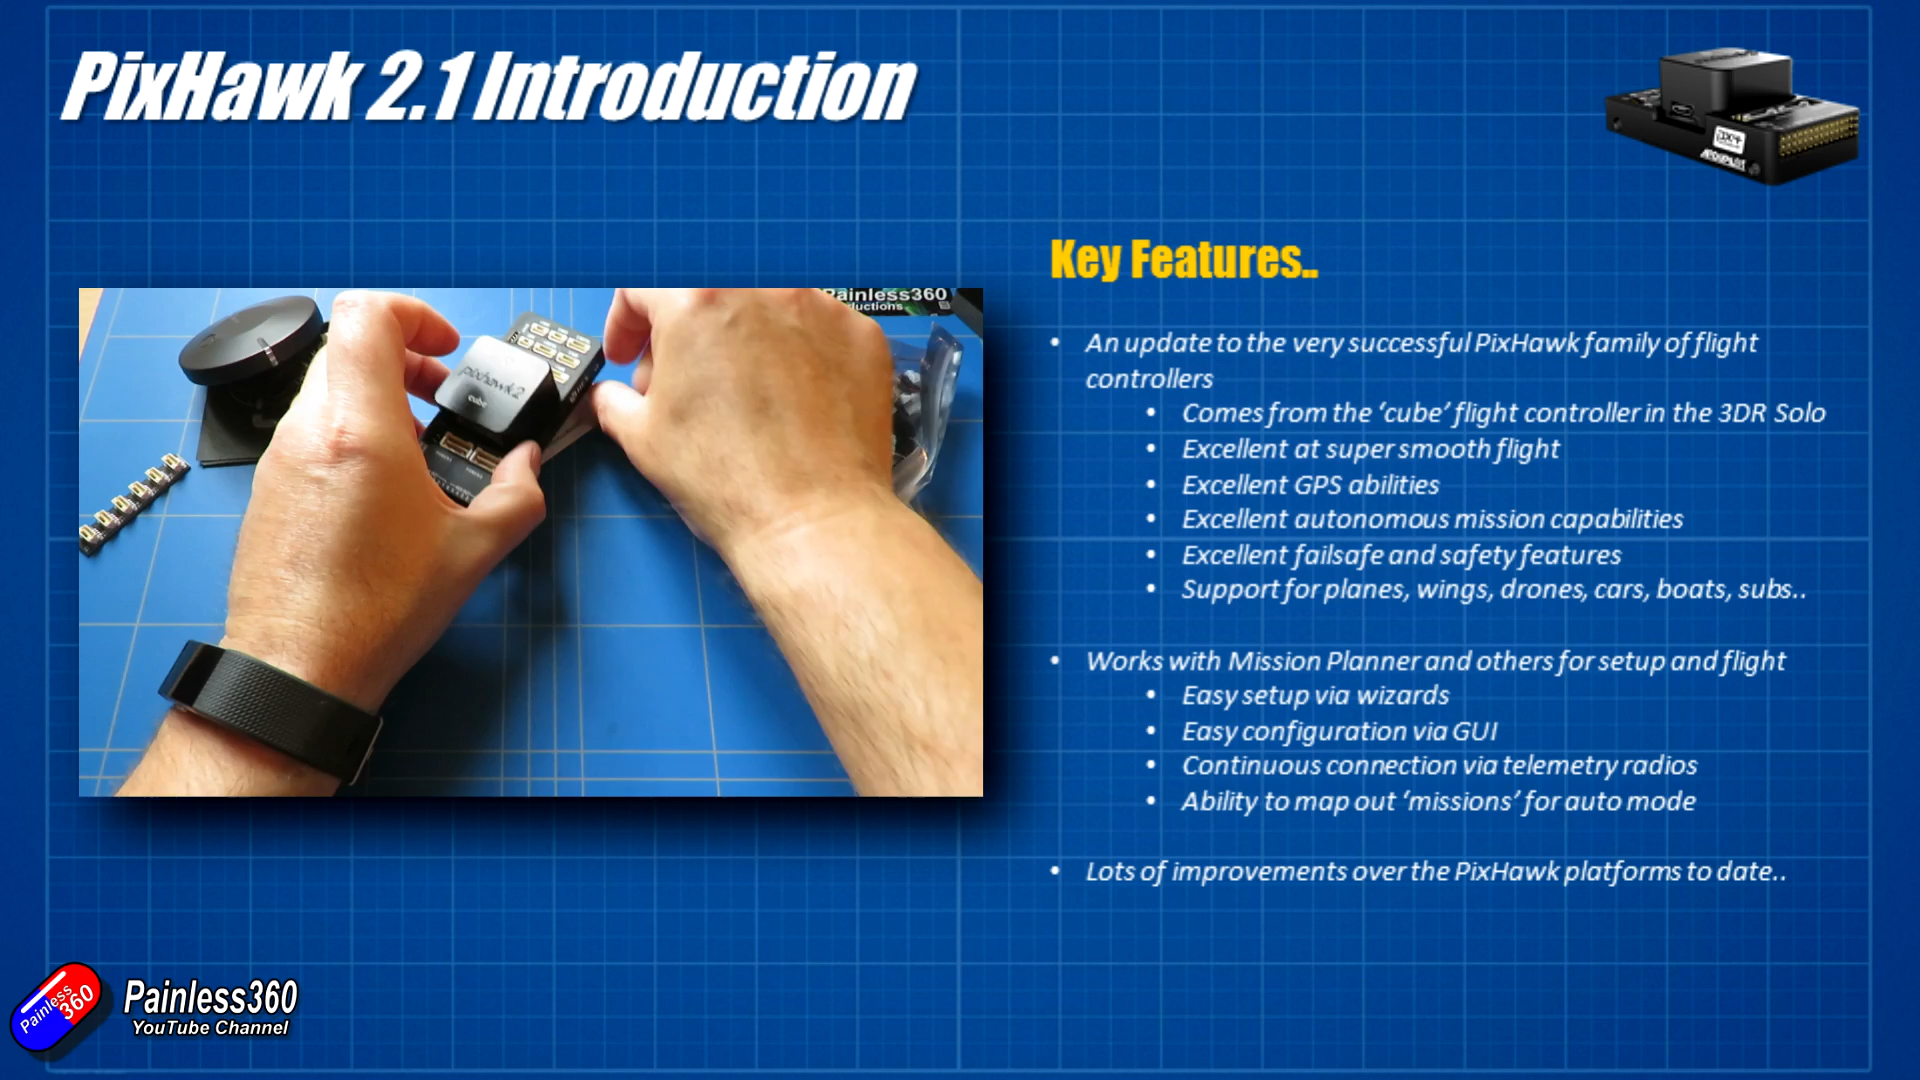 PixHawk 2.1 Introduction
Key Features..
• An update to the very successful PixHawk family of flight
controllers
• Comes from the ‘cube’ flight controller in the 3DR Solo
• Excellent at super smooth flight
• Excellent GPS abilities
• Excellent autonomous mission capabilities
• Excellent failsafe and safety features
• Support for planes, wings, drones, cars, boats, subs..
• Works with Mission Planner and others for setup and flight
• Easy setup via wizards
• Easy configuration via GUI
• Continuous connection via telemetry radios
• Ability to map out ‘missions’ for auto mode
• Lots of improvements over the PixHawk platforms to date..
Painless360
pixhawk2
cube
ARDUPILOT
Painless
360
Painless360
YouTube Channel